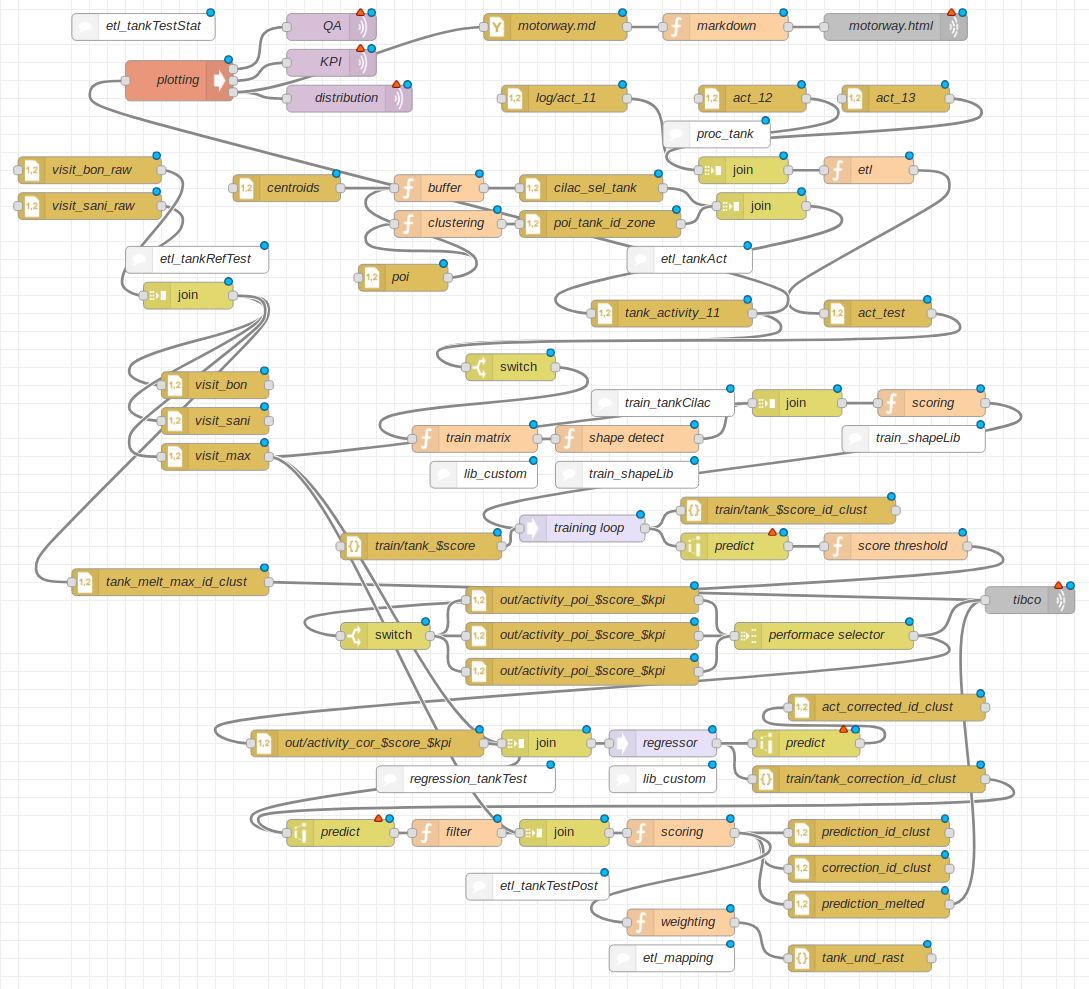 etl_tankTestStat
QA
motorway.md
markdown
motorway.html
KPI
plotting
distribution
log/act_11
act_12
act_13
proc_tank
visit_bon_raw
join
etl
centroids
buffer
cilac_sel_tank
visit_sani_raw
join
clustering
poi_tank_id_zone
etl_tankRefTest
etl_tankAct
poi
join
tank_activity_11
act_test
switch
visit_bon
train_tankCilac
join
scoring
visit_sani
train matrix
shape detect
train_shapeLib
visit_max
lib_custom
train_shapeLib
train/tank_$score_id_clust
training loop
train/tank_$score
predict
score threshold
tank_melt_max_id_clust
out/activity_poi_$score_$kpi
tibco
switch
out/activity_poi_$score_$kpi
performace selector
out/activity_poi_$score_$kpi
act_corrected_id_clust
out/activity_cor_$score_$kpi
join
regressor
predict
regression_tankTest
lib_custom
train/tank_correction_id_clust
predict
filter
join
scoring
prediction_id_clust
correction_id_clust
etl_tankTestPost
prediction_melted
weighting
etl_mapping
tank_und_rast